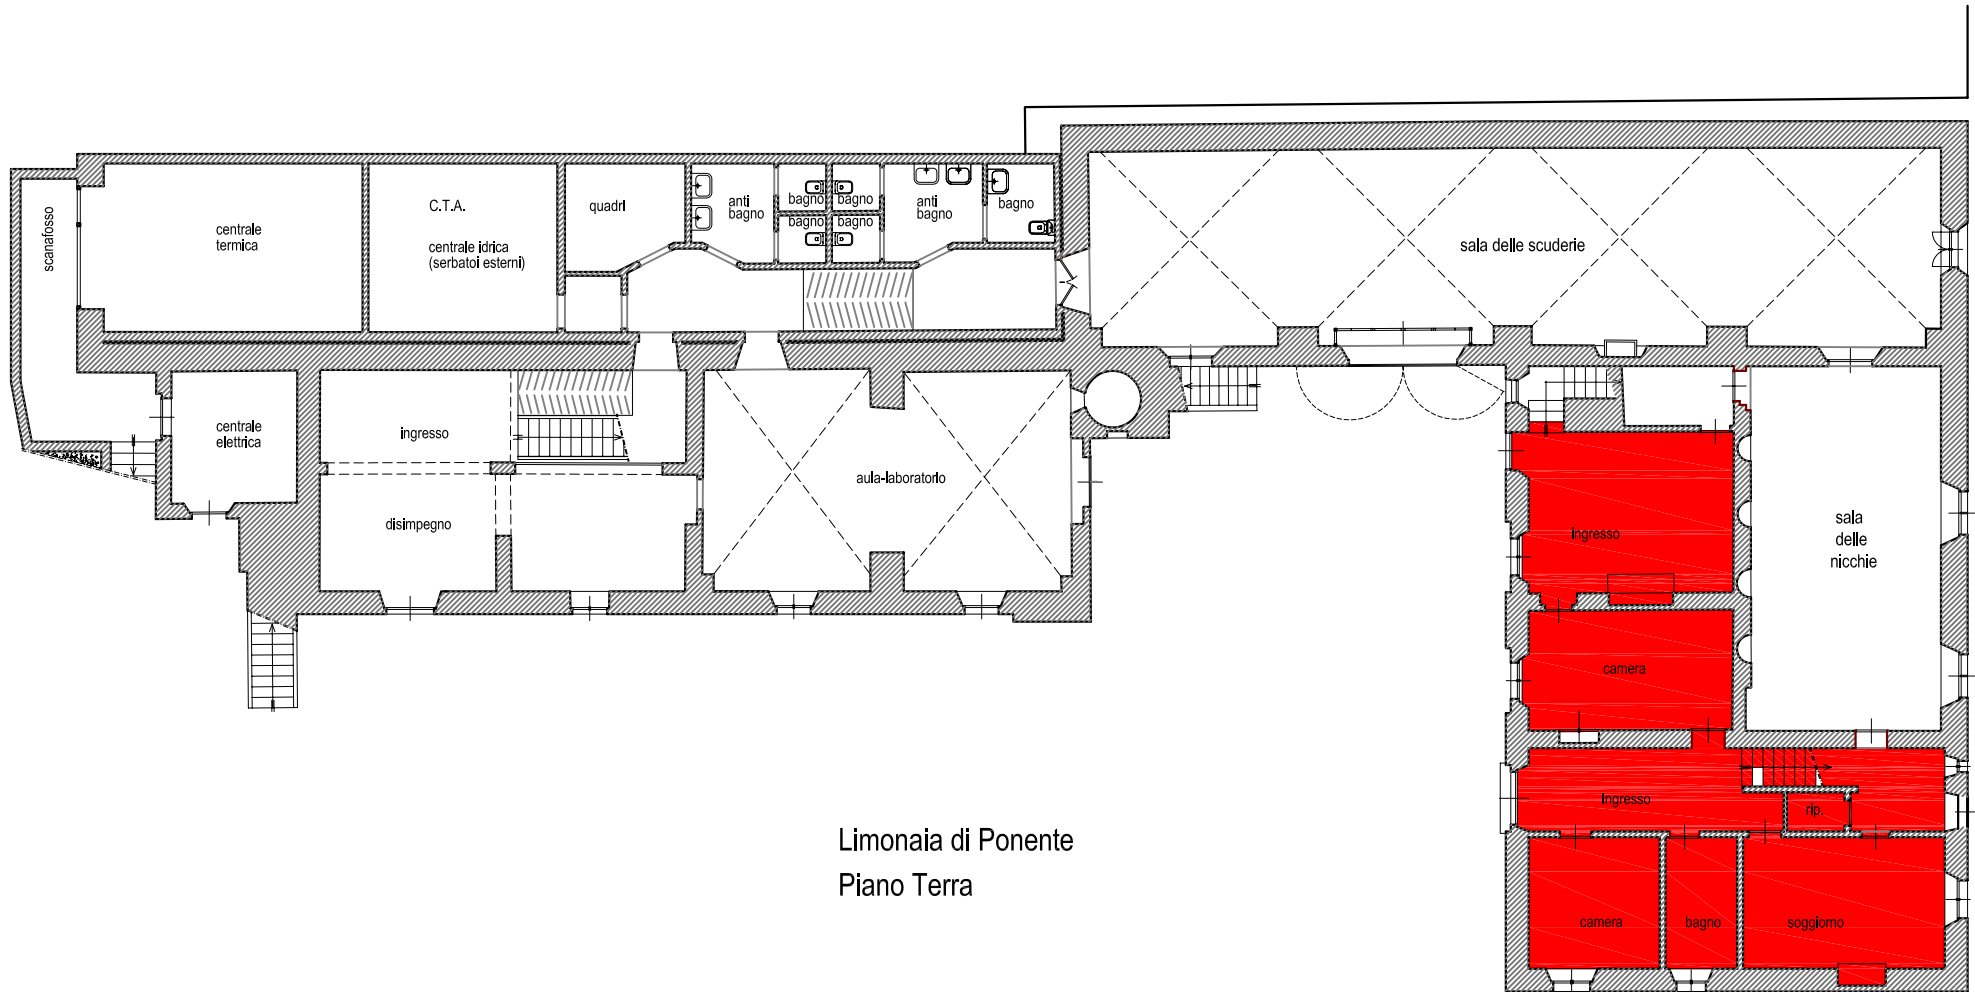 scanafosso
centrale
termica
C.T.A.
centrale idrica
(serbatoi esterni)
quadri
anti
bagno
bagno
bagno
bagno
bagno
anti
bagno
bagno
sala delle scuderie
centrale
elettrica
ingresso
disimpegno
aula-laboratorio
ingresso
sala
delle
nicchie
camera
Ingresso
rip.
camera
bagno
soggiorno
Limonaia di Ponente
Piano Terra